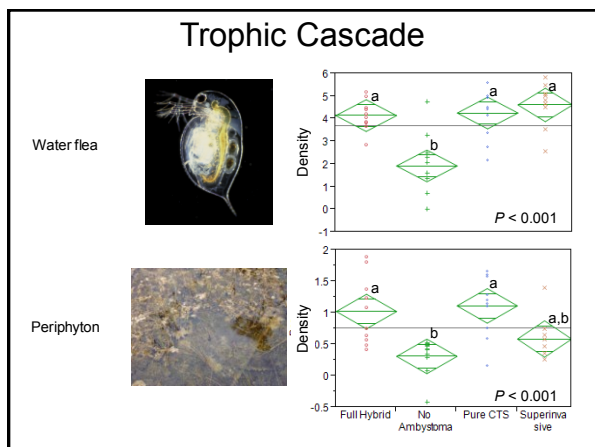 Trophic Cascade
Water flea
Density
6
5
4
3
2
1
0
-1
a
b
a
a
P < 0.001
Periphyton
Density
2
1.5
1
0.5
0
-0.5
a
b
a
a,b
P < 0.001
Full Hybrid
No
Ambystoma
Pure CTS
Superinva
sive